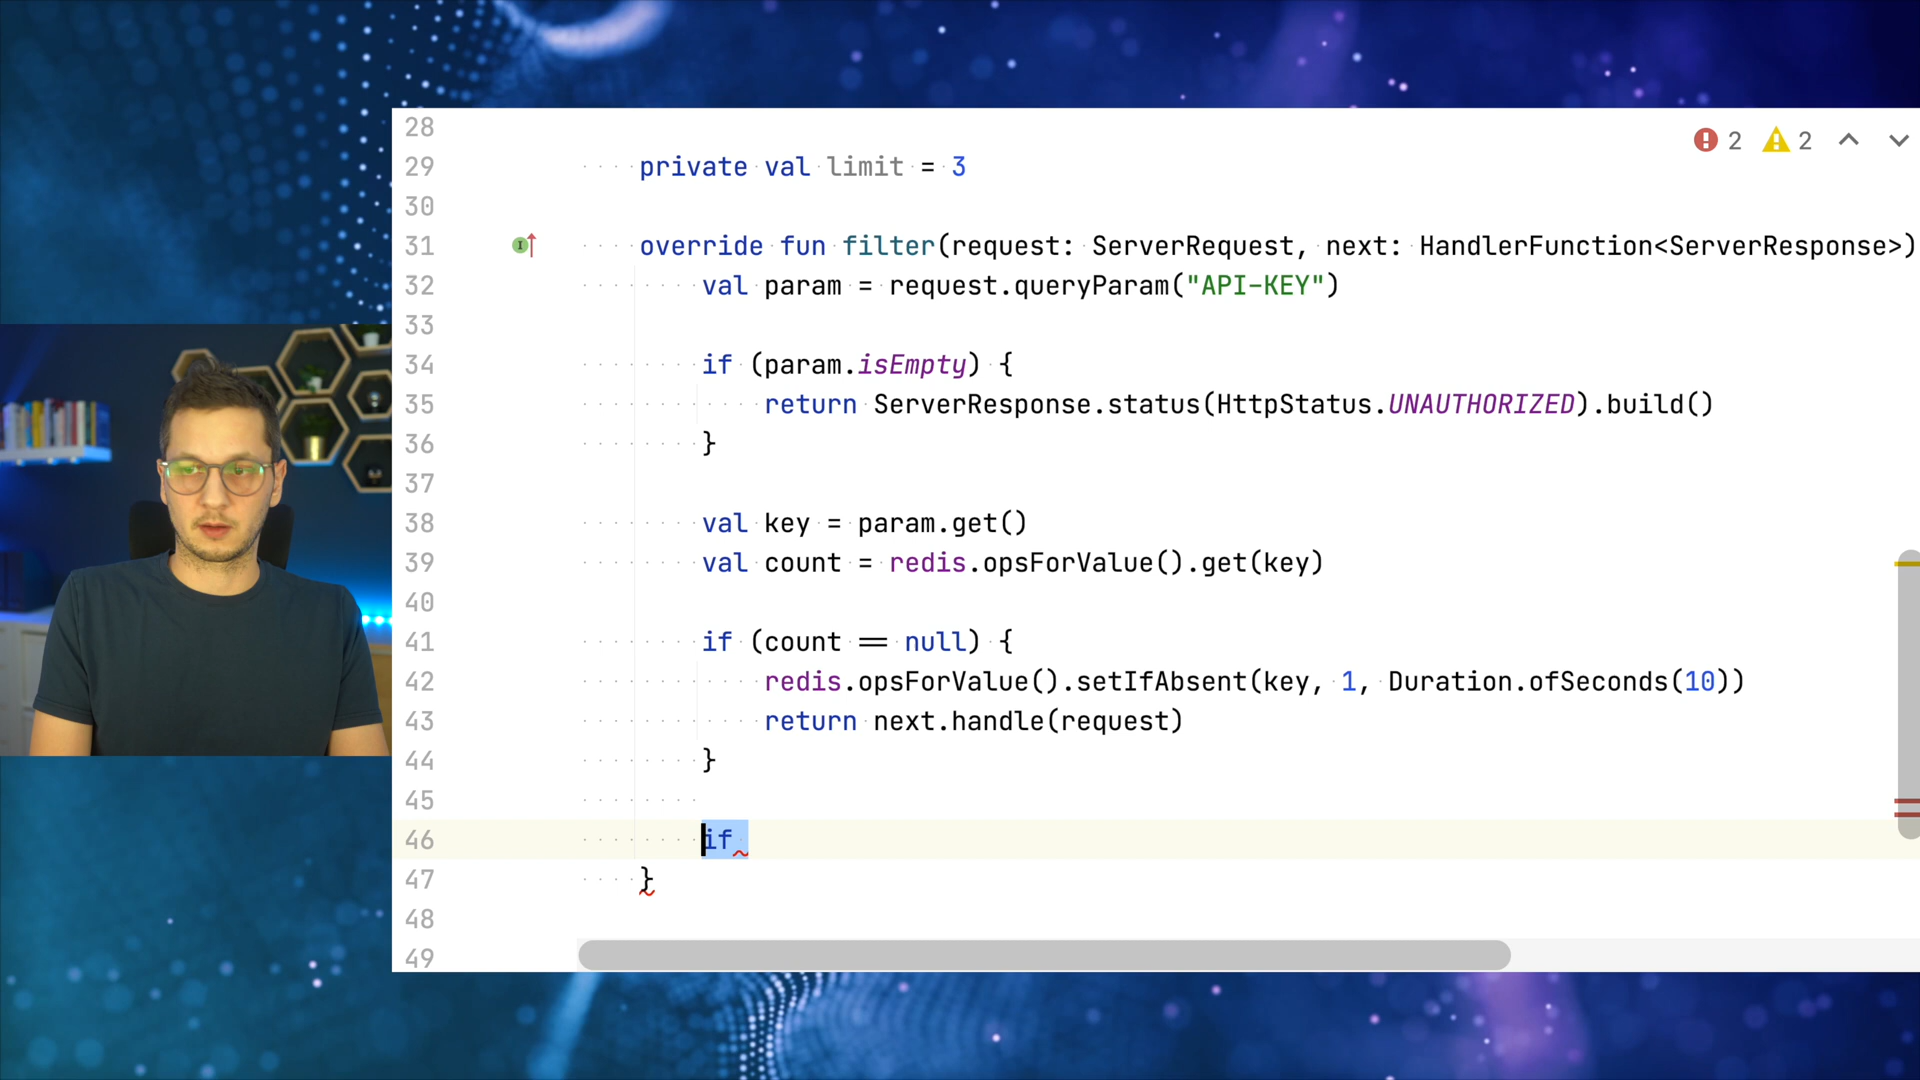 28
2 2
29 private val limit = 3
30
31 override fun filter(request: ServerRequest, next: HandlerFunction<ServerResponse>)
32 val param = request.queryParam("API-KEY")
33
34 if (param.isEmpty) {
35 return ServerResponse.status(HttpStatus.UNAUTHORIZED).build()
36 }
37
38 val key = param.get()
39 val count = redis.opsForValue().get(key)
40
41 if (count == null) {
42 redis.opsForValue().setIfAbsent(key, 1, Duration.ofSeconds(10))
43 return next.handle(request)
44 }
45
46 if
47 }
48
49